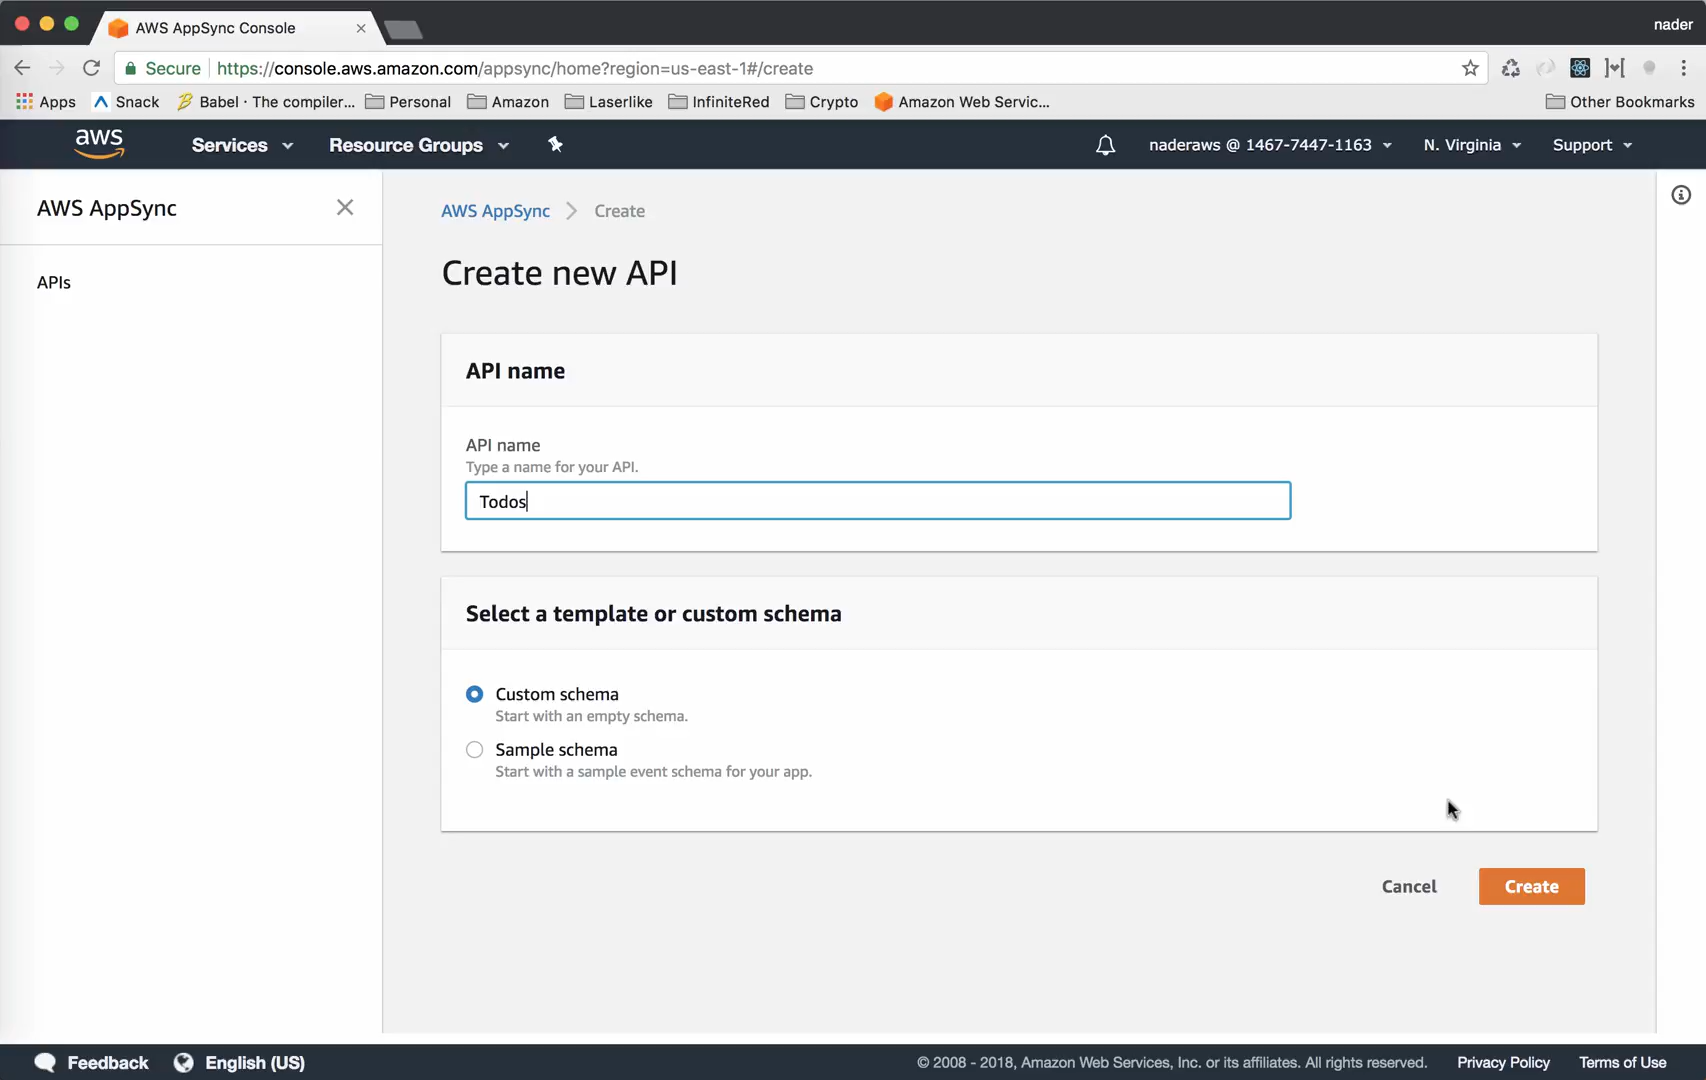 AWS AppSync Console
nader
Secure https://console.aws.amazon.com/appsync/home?region=us-east-1#/create
Apps Snack Babel · The compiler... Personal Amazon Laserlike InfiniteRed Crypto Amazon Web Servic... Other Bookmarks
aws Services Resource Groups naderaws @ 1467-7447-1163 N. Virginia Support
AWS AppSync
APIs
AWS AppSync Create
Create new API
API name
API name
Type a name for your API.
Todos
Select a template or custom schema
Custom schema
Start with an empty schema.
Sample schema
Start with a sample event schema for your app.
Cancel Create
Feedback English (US) © 2008 - 2018, Amazon Web Services, Inc. or its affiliates. All rights reserved. Privacy Policy Terms of Use